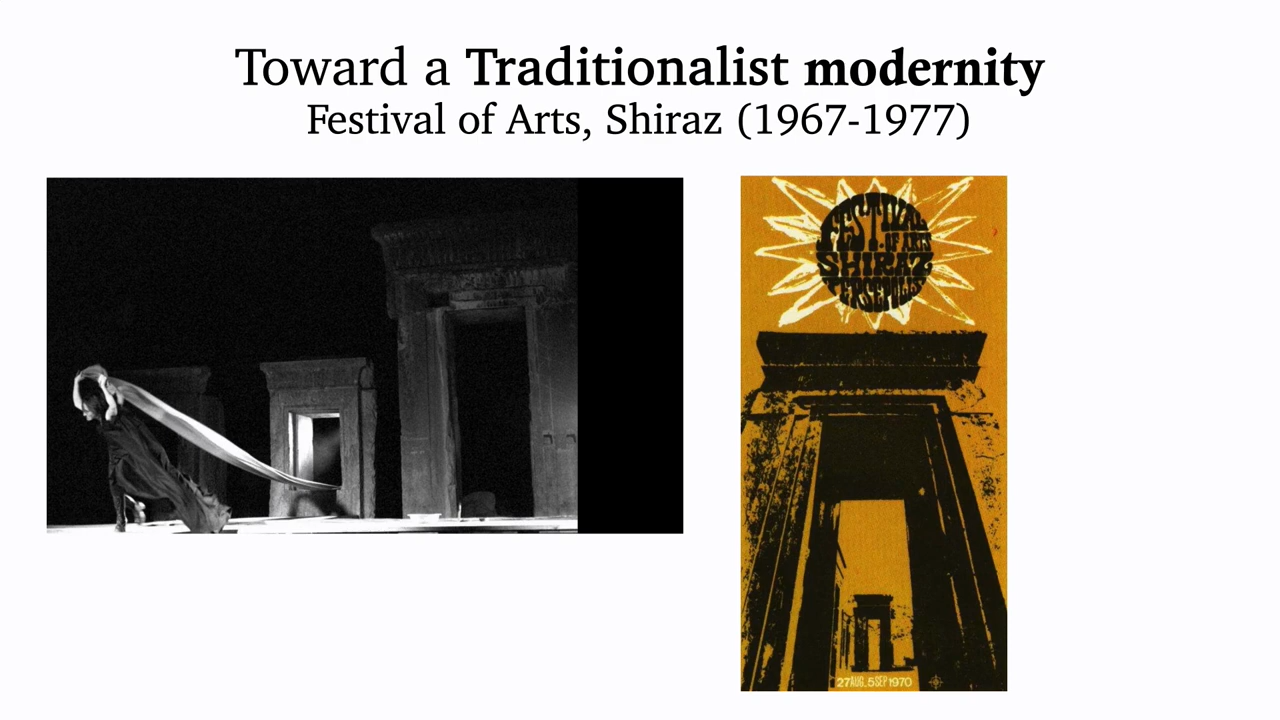 Toward a Traditionalist modernity
Festival of Arts, Shiraz (1967-1977)
FESTIVAL
OF ARTS
SHIRAZ
PERSEPOLIS
27 AUG. 5 SEP 1970